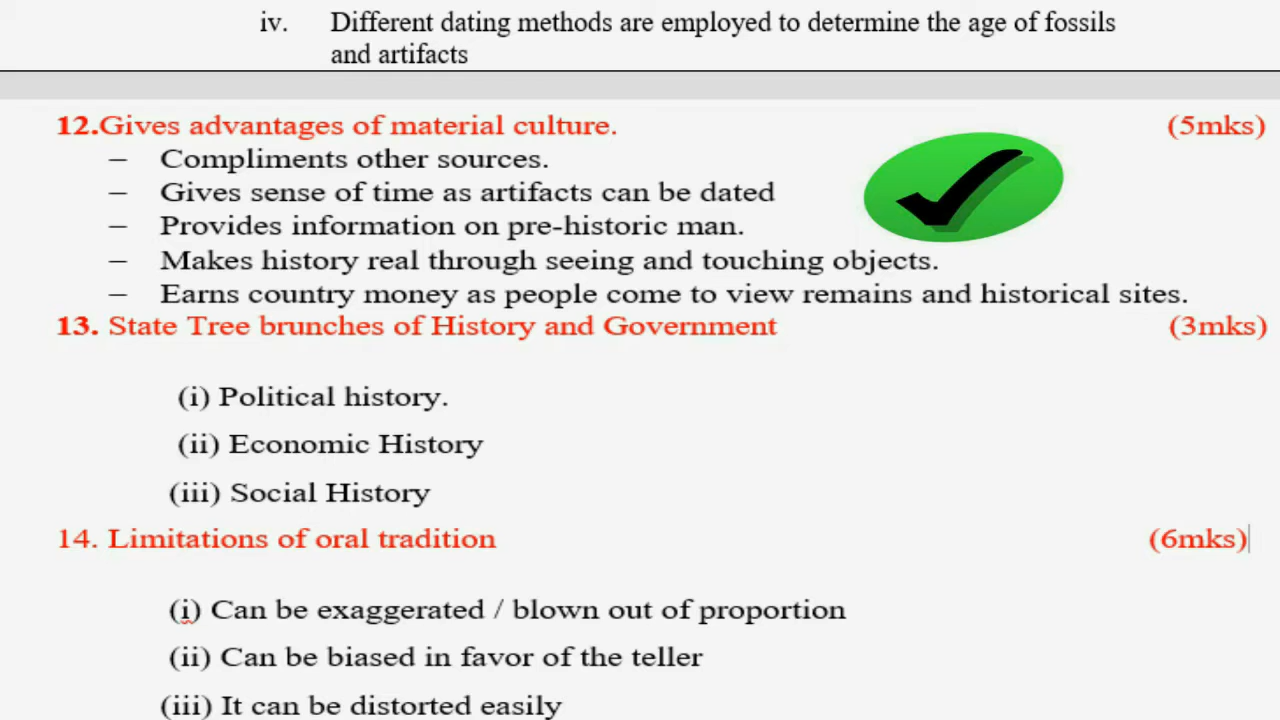 iv. Different dating methods are employed to determine the age of fossils
and artifacts
12.Gives advantages of material culture. (5mks)
– Compliments other sources.
– Gives sense of time as artifacts can be dated
– Provides information on pre-historic man.
– Makes history real through seeing and touching objects.
– Earns country money as people come to view remains and historical sites.
13. State Tree brunches of History and Government (3mks)
(i) Political history.
(ii) Economic History
(iii) Social History
14. Limitations of oral tradition (6mks)
(i) Can be exaggerated / blown out of proportion
(ii) Can be biased in favor of the teller
(iii) It can be distorted easily